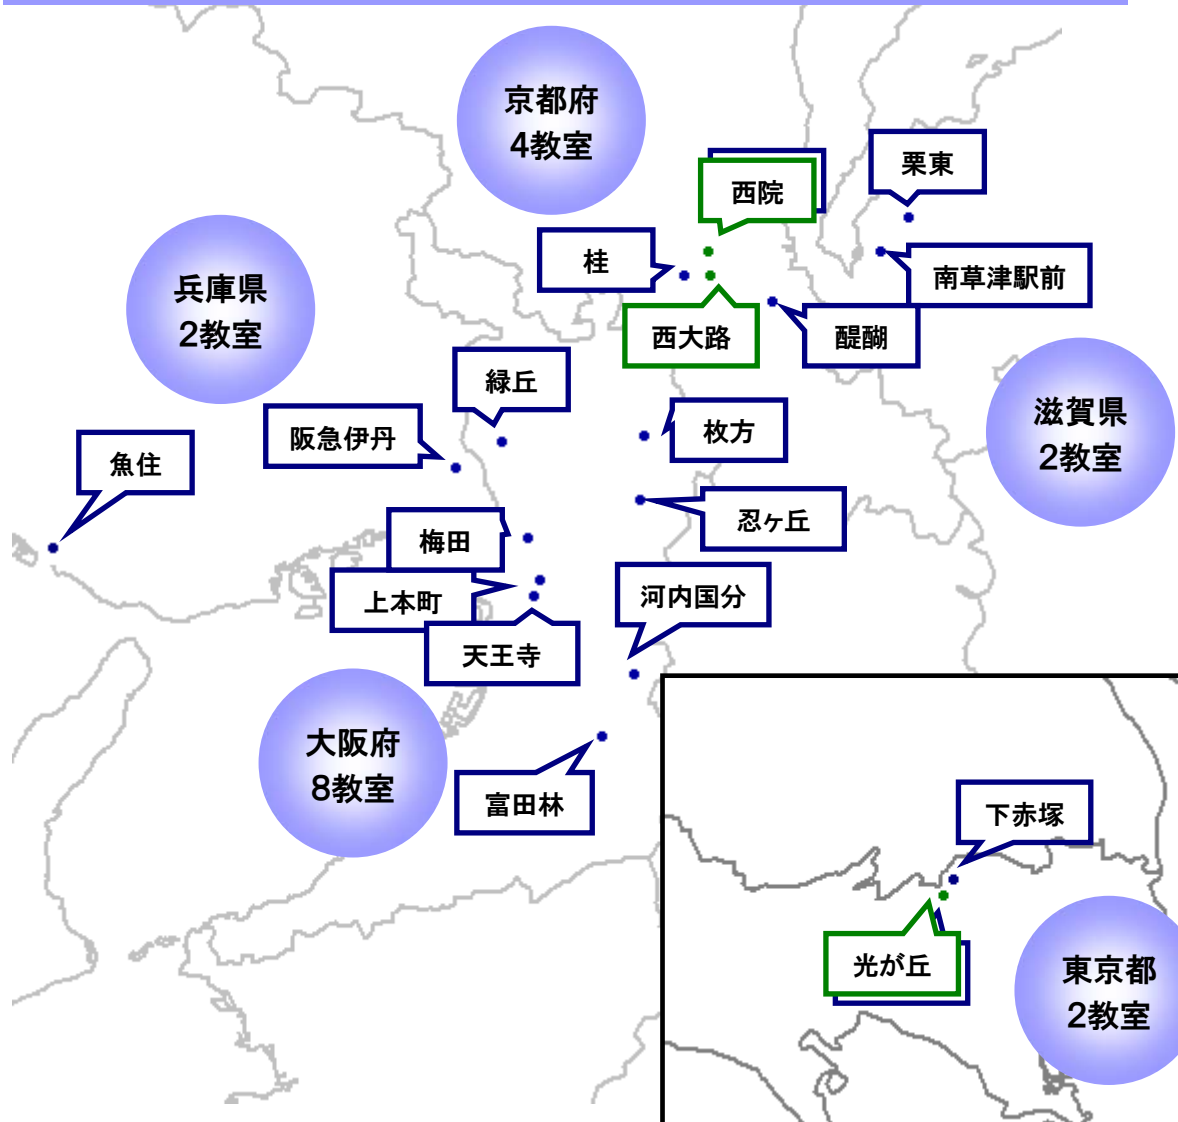 京都府
4教室
西院
栗東
桂
南草津駅前
兵庫県
2教室
西大路
醍醐
緑丘
滋賀県
2教室
阪急伊丹
枚方
魚住
忍ヶ丘
梅田
上本町
河内国分
天王寺
大阪府
8教室
富田林
下赤塚
光が丘
東京都
2教室